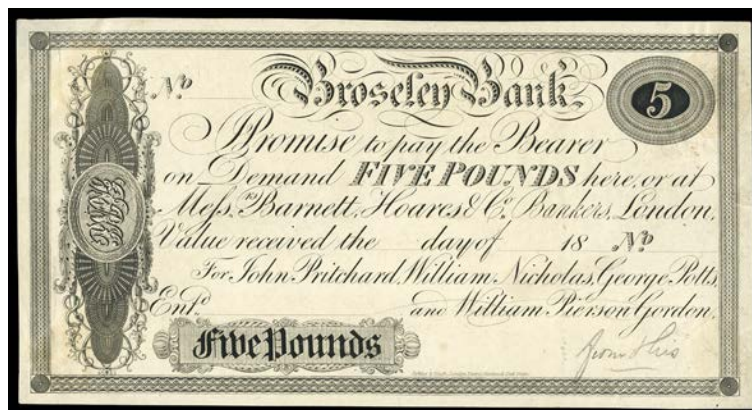 Nº Broseley Bank 5
I Promise to pay the Bearer
on Demand FIVE POUNDS here, or at
Messrs Barnett, Hoares & Co. Bankers, London,
Value received the day of 18 Nº
For John Pritchard, William Nicholas, George Potts,
Entd and William Pierson Gordon.
Five Pounds